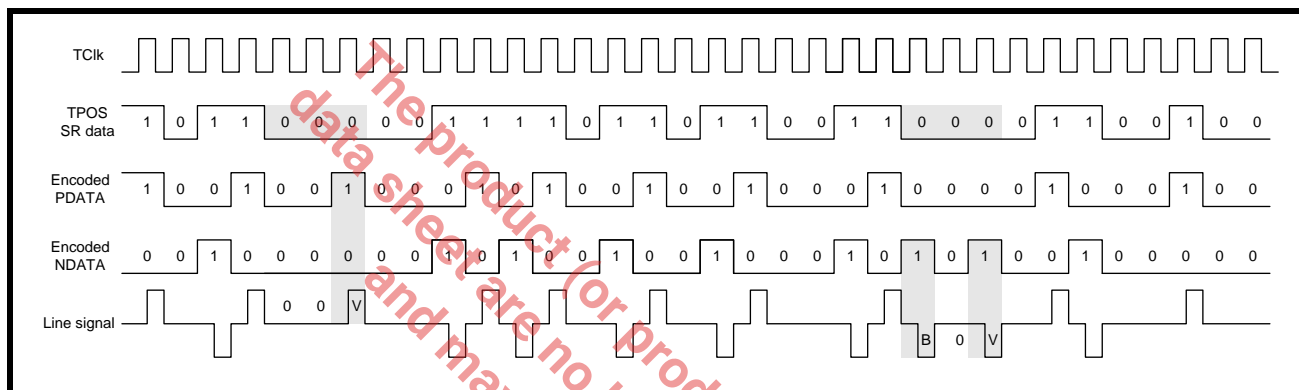 TClk
TPOS
SR data
1 0 1 1 0 0 0 0 0 1 1 1 1 0 1 1 0 1 1 0 0 1 1 0 0 0 0 1 1 0 0 1 0 0
Encoded
PDATA
1 0 0 1 0 0 1 0 0 0 1 0 1 0 0 1 0 0 1 0 0 0 1 0 0 0 0 1 0 0 0 1 0 0
Encoded
NDATA
0 0 1 0 0 0 0 0 0 1 0 1 0 0 1 0 0 1 0 0 0 1 0 1 0 1 0 0 1 0 0 0 0 0
Line signal
0 0 V B 0 V
The product (or prod
data sheet are no
and may